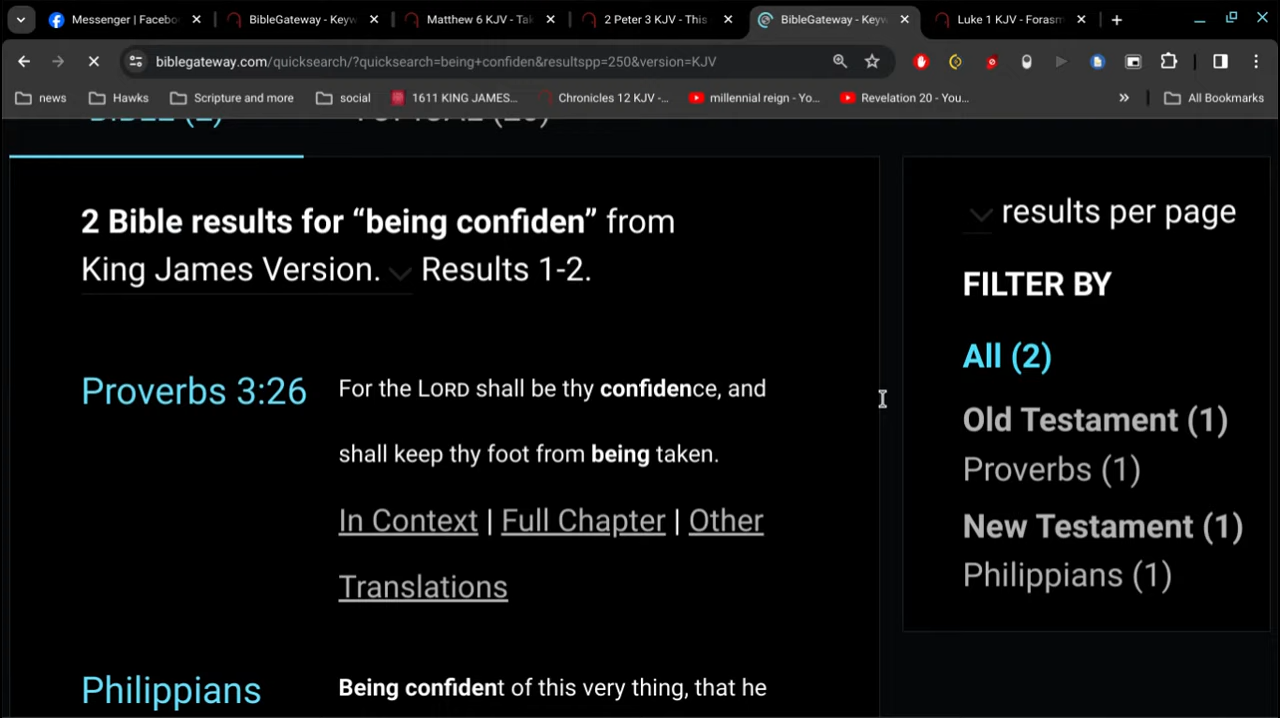 Messenger | Facebo
BibleGateway - Keyw
Matthew 6 KJV - Tak
2 Peter 3 KJV - This
BibleGateway - Keyw
Luke 1 KJV - Forasm
biblegateway.com/quicksearch/?quicksearch=being+confiden&resultspp=250&version=KJV
news
Hawks
Scripture and more
social
1611 KING JAMES...
Chronicles 12 KJV -...
millennial reign - Yo...
Revelation 20 - You...
»
All Bookmarks
BIBLE (2)
TOPICAL (20)
2 Bible results for “being confiden” from
King James Version. Results 1-2.
results per page
FILTER BY
All (2)
Old Testament (1)
Proverbs (1)
New Testament (1)
Philippians (1)
Proverbs 3:26
For the LORD shall be thy confidence, and
shall keep thy foot from being taken.
In Context | Full Chapter | Other
Translations
Philippians
Being confident of this very thing, that he